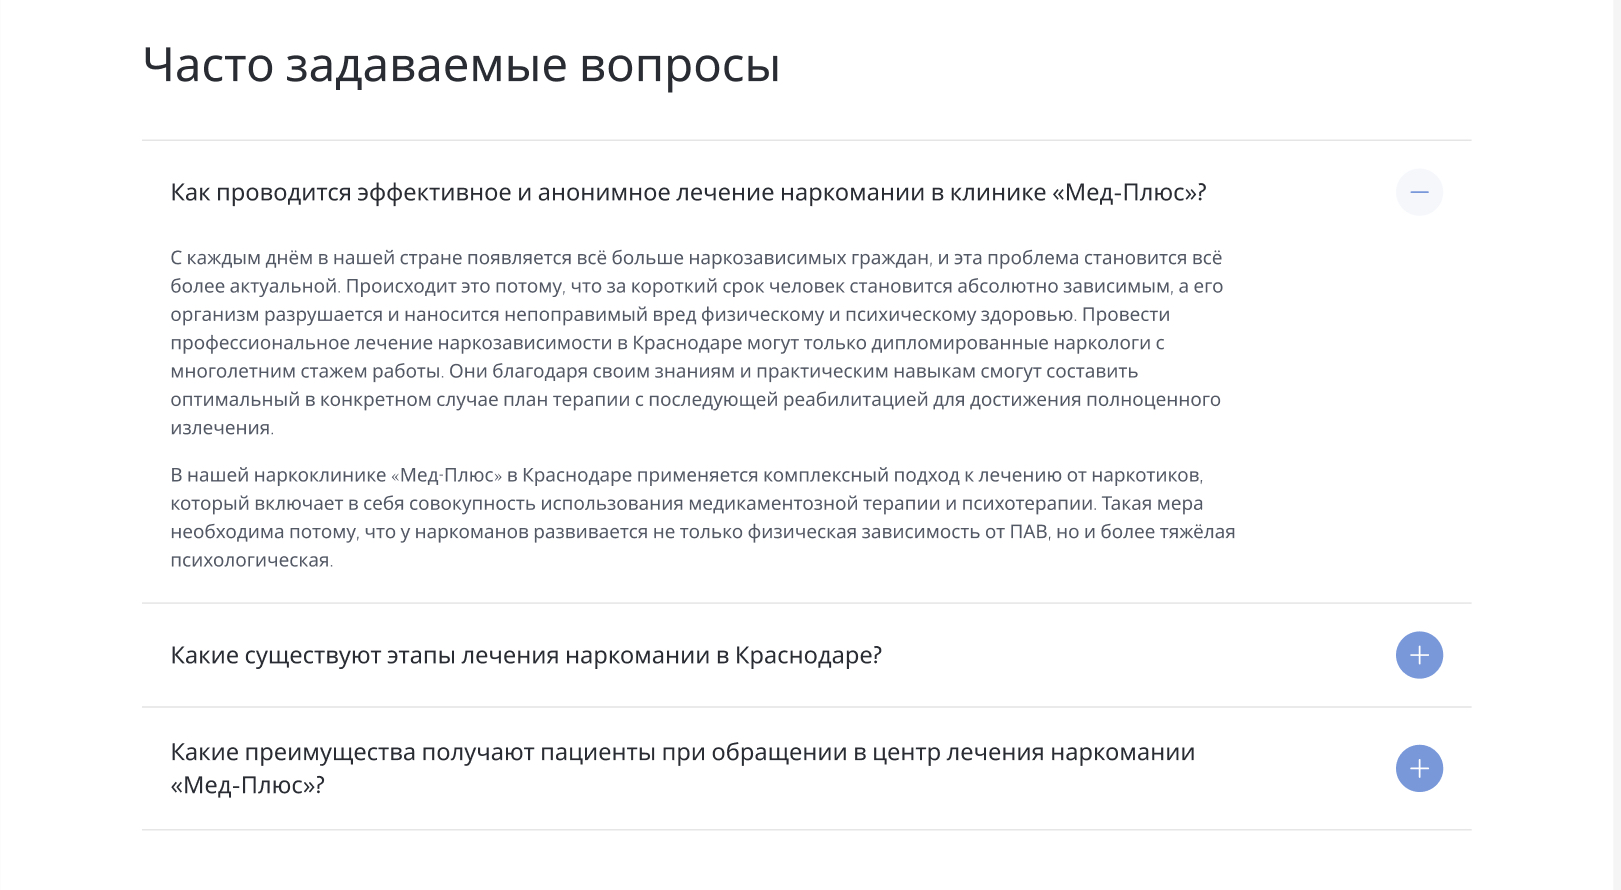 Часто задаваемые вопросы
Как проводится эффективное и анонимное лечение наркомании в клинике «Мед-Плюс»?
С каждым днём в нашей стране появляется всё больше наркозависимых граждан, и эта проблема становится всё
более актуальной. Происходит это потому, что за короткий срок человек становится абсолютно зависимым, а его
организм разрушается и наносится непоправимый вред физическому и психическому здоровью. Провести
профессиональное лечение наркозависимости в Краснодаре могут только дипломированные наркологи с
многолетним стажем работы. Они благодаря своим знаниям и практическим навыкам смогут составить
оптимальный в конкретном случае план терапии с последующей реабилитацией для достижения полноценного
излечения.
В нашей наркоклинике «Мед-Плюс» в Краснодаре применяется комплексный подход к лечению от наркотиков,
который включает в себя совокупность использования медикаментозной терапии и психотерапии. Такая мера
необходима потому, что у наркоманов развивается не только физическая зависимость от ПАВ, но и более тяжёлая
психологическая.
Какие существуют этапы лечения наркомании в Краснодаре?
Какие преимущества получают пациенты при обращении в центр лечения наркомании
«Мед-Плюс»?